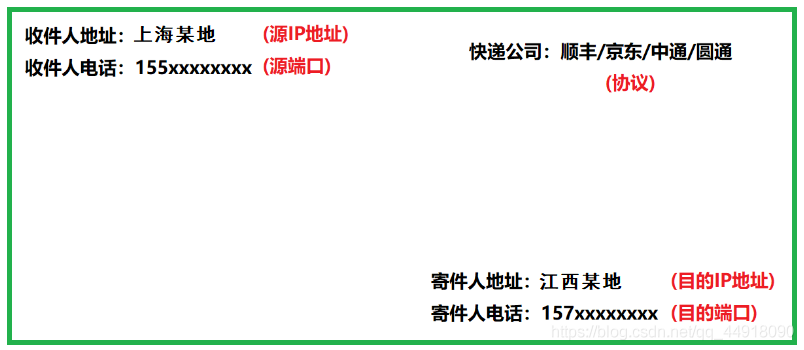 收件人地址：上海某地 (源IP地址)
收件人电话：155xxxxxxxx (源端口)
快递公司：顺丰/京东/中通/圆通
(协议)
寄件人地址：江西某地 (目的IP地址)
寄件人电话：157xxxxxxxx (目的端口)
https://blog.csdn.net/qq_44918090